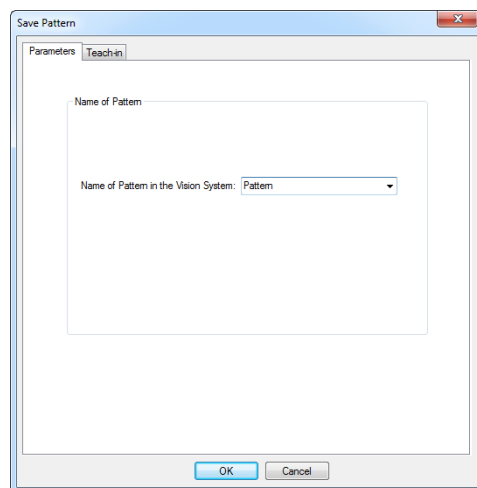 Save Pattern
Parameters Teach-in
Name of Pattern
Name of Pattern in the Vision System: Pattern
OK Cancel